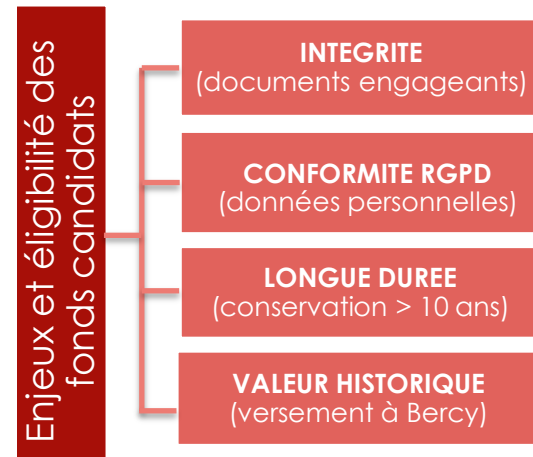 Enjeux et éligibilité des
fonds candidats
INTEGRITE
(documents engageants)
CONFORMITE RGPD
(données personnelles)
LONGUE DUREE
(conservation > 10 ans)
VALEUR HISTORIQUE
(versement à Bercy)